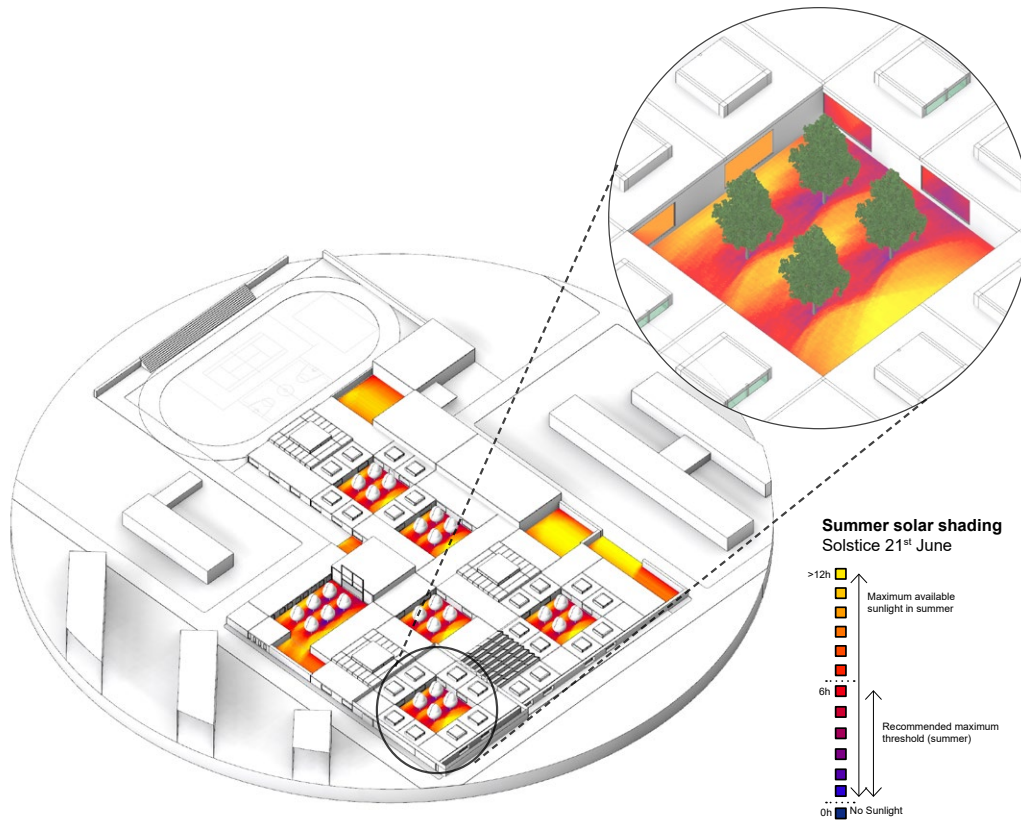 Summer solar shading
Solstice 21st June
>12h
Maximum available
sunlight in summer
6h
Recommended maximum
threshold (summer)
0h
No Sunlight